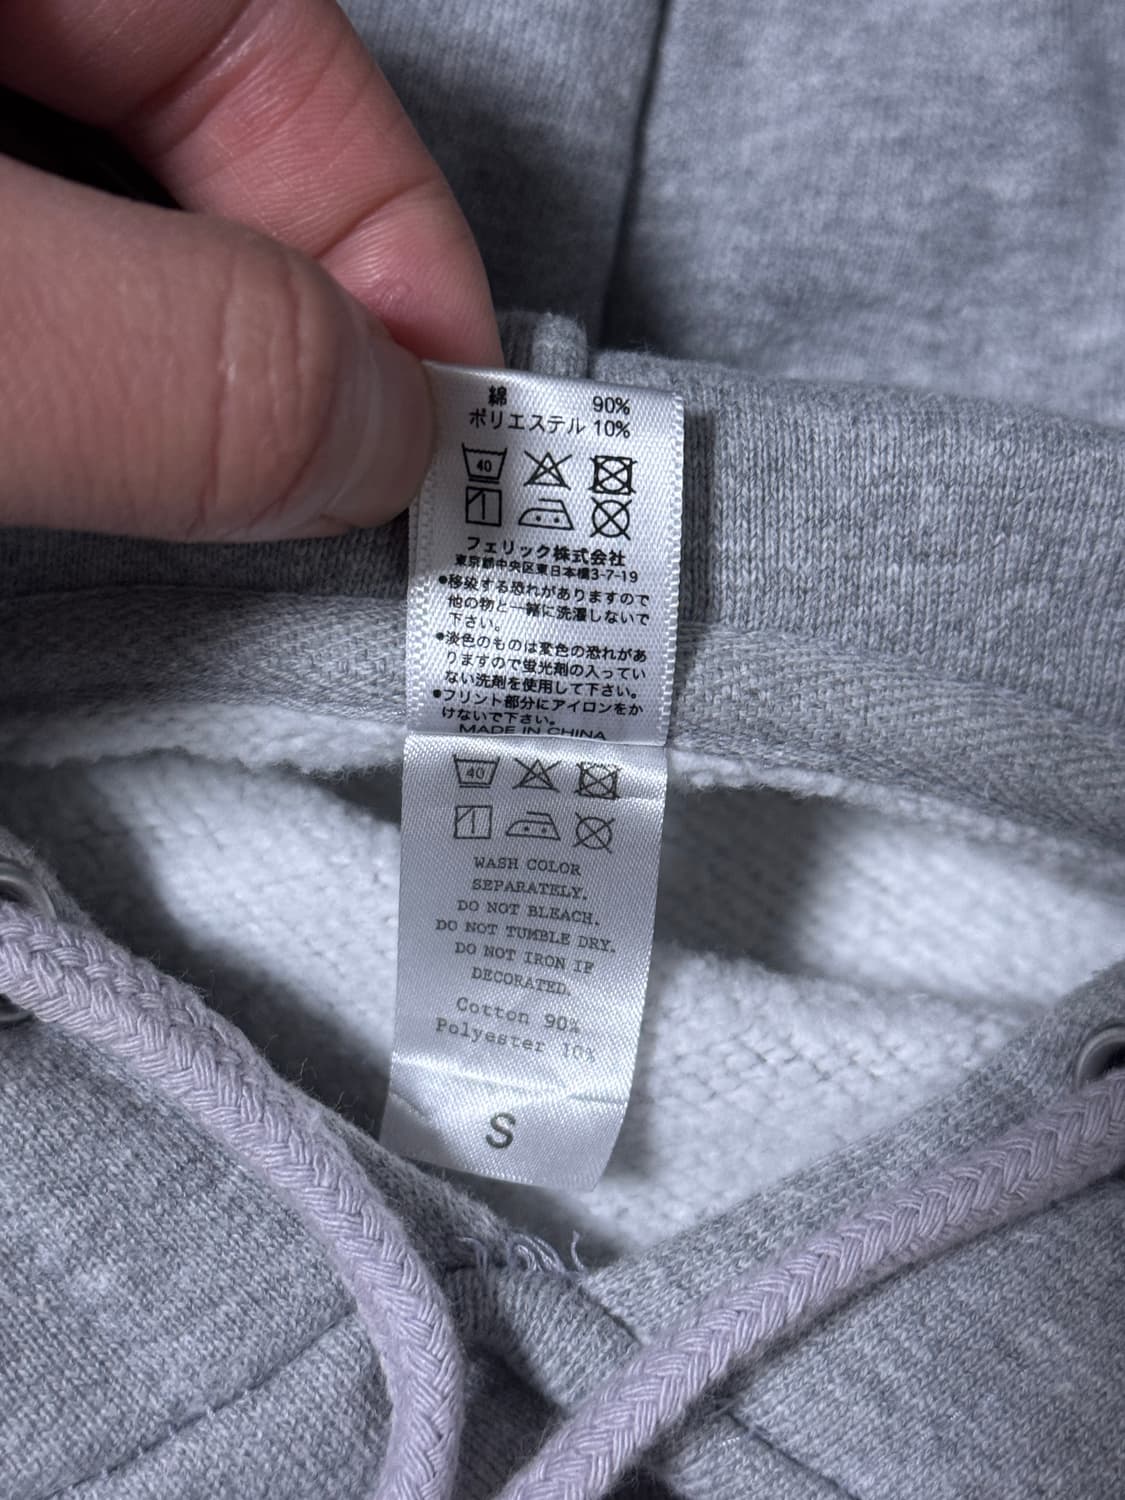 綿 90%
ポリエステル 10%
40
フェリック株式会社
東京都中央区東日本橋3-7-19
●移染する恐れがありますので
他の物と一緒に洗濯しないで
下さい。
●淡色のものは変色の恐れがあ
りますので蛍光剤の入ってい
ない洗剤を使用して下さい。
●プリント部分にアイロンをか
けないで下さい。
MADE IN CHINA
40
WASH COLOR
SEPARATELY.
DO NOT BLEACH.
DO NOT TUMBLE DRY.
DO NOT IRON IF
DECORATED.
Cotton 90%
Polyester 10%
S